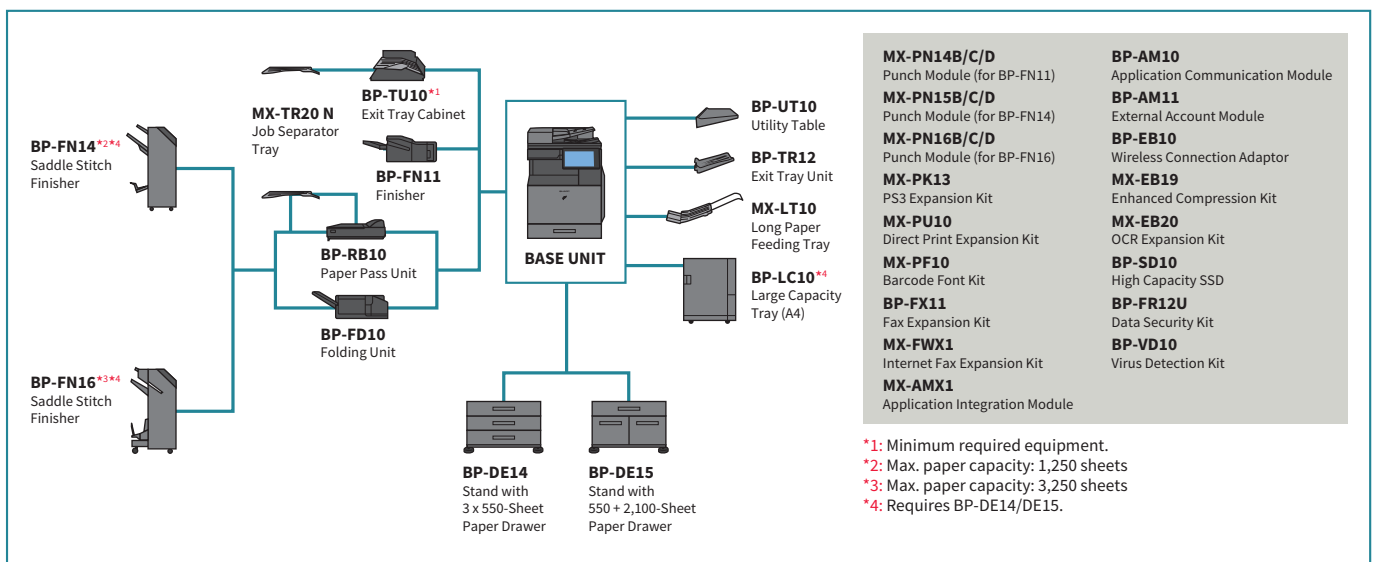 MX-TR20 N
Job Separator
Tray
BP-TU10*1
Exit Tray Cabinet
BP-FN14*2*4
Saddle Stitch
Finisher
BP-FN11
Finisher
BP-RB10
Paper Pass Unit
BP-FD10
Folding Unit
BP-FN16*3*4
Saddle Stitch
Finisher
BASE UNIT
BP-UT10
Utility Table
BP-TR12
Exit Tray Unit
MX-LT10
Long Paper
Feeding Tray
BP-LC10*4
Large Capacity
Tray (A4)
BP-DE14
Stand with
3 x 550-Sheet
Paper Drawer
BP-DE15
Stand with
550 + 2,100-Sheet
Paper Drawer
MX-PN14B/C/D
Punch Module (for BP-FN11)
MX-PN15B/C/D
Punch Module (for BP-FN14)
MX-PN16B/C/D
Punch Module (for BP-FN16)
MX-PK13
PS3 Expansion Kit
MX-PU10
Direct Print Expansion Kit
MX-PF10
Barcode Font Kit
BP-FX11
Fax Expansion Kit
MX-FWX1
Internet Fax Expansion Kit
MX-AMX1
Application Integration Module
BP-AM10
Application Communication Module
BP-AM11
External Account Module
BP-EB10
Wireless Connection Adaptor
MX-EB19
Enhanced Compression Kit
MX-EB20
OCR Expansion Kit
BP-SD10
High Capacity SSD
BP-FR12U
Data Security Kit
BP-VD10
Virus Detection Kit
*1: Minimum required equipment.
*2: Max. paper capacity: 1,250 sheets
*3: Max. paper capacity: 3,250 sheets
*4: Requires BP-DE14/DE15.